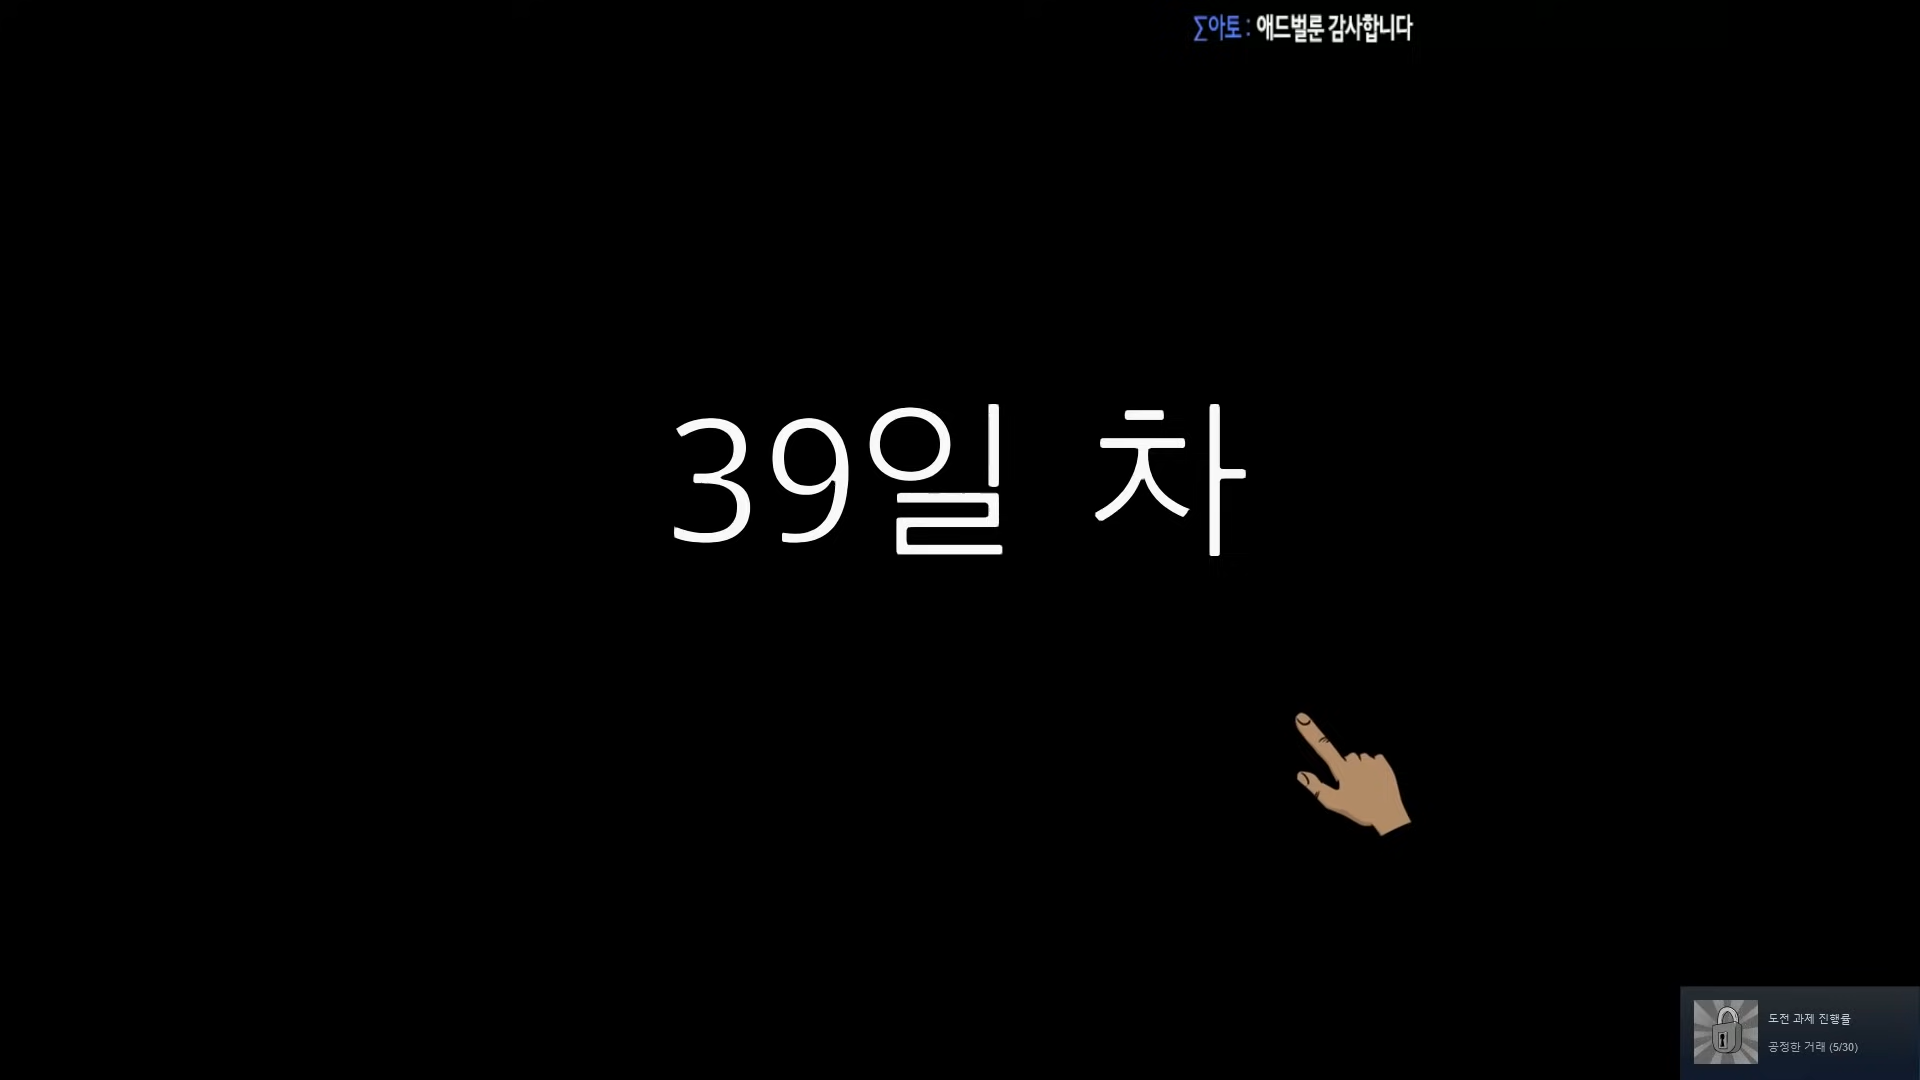 ∑아토 : 애드벌룬 감사합니다
39일 차
도전 과제 진행률
공정한 거래 (5/30)